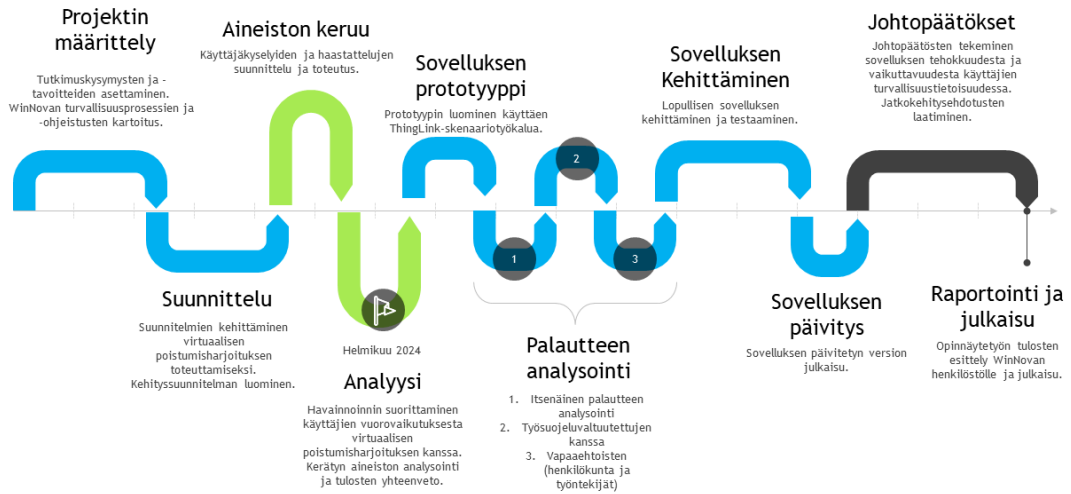 Projektin
määrittely
Tutkimuskysymysten ja -
tavoitteiden asettaminen.
WinNovan turvallisuusprosessien ja
-ohjeistusten kartoitus.
Suunnittelu
Suunnitelmien kehittäminen
virtuaalisen
poistumisharjoituksen
toteuttamiseksi.
Kehityssuunnitelman luominen.
Aineiston keruu
Käyttäjäkyselyiden ja haastattelujen
suunnittelu ja toteutus.
Helmikuu 2024
Analyysi
Havainnoinnin suorittaminen
käyttäjien vuorovaikutuksesta
virtuaalisen
poistumisharjoituksen kanssa.
Kerätyn aineiston analysointi
ja tulosten yhteenveto.
Sovelluksen
prototyyppi
Prototyypin luominen käyttäen
ThingLink-skenaariotyökalua.
1
2
3
Palautteen
analysointi
1. Itsenäinen palautteen
analysointi
2. Työsuojeluvaltuutettujen
kanssa
3. Vapaaehtoisten
(henkilökunta ja
työntekijät)
Sovelluksen
Kehittäminen
Lopullisen sovelluksen
kehittäminen ja testaaminen.
Sovelluksen
päivitys
Sovelluksen päivitetyn version
julkaisu.
Johtopäätökset
Johtopäätösten tekeminen
sovelluksen tehokkuudesta ja
vaikuttavuudesta käyttäjien
turvallisuustietoisuudessa.
Jatkokehitysehdotusten
laatiminen.
Raportointi ja
julkaisu
Opinnäytetyön tulosten
esittely WinNovan
henkilöstölle ja julkaisu.